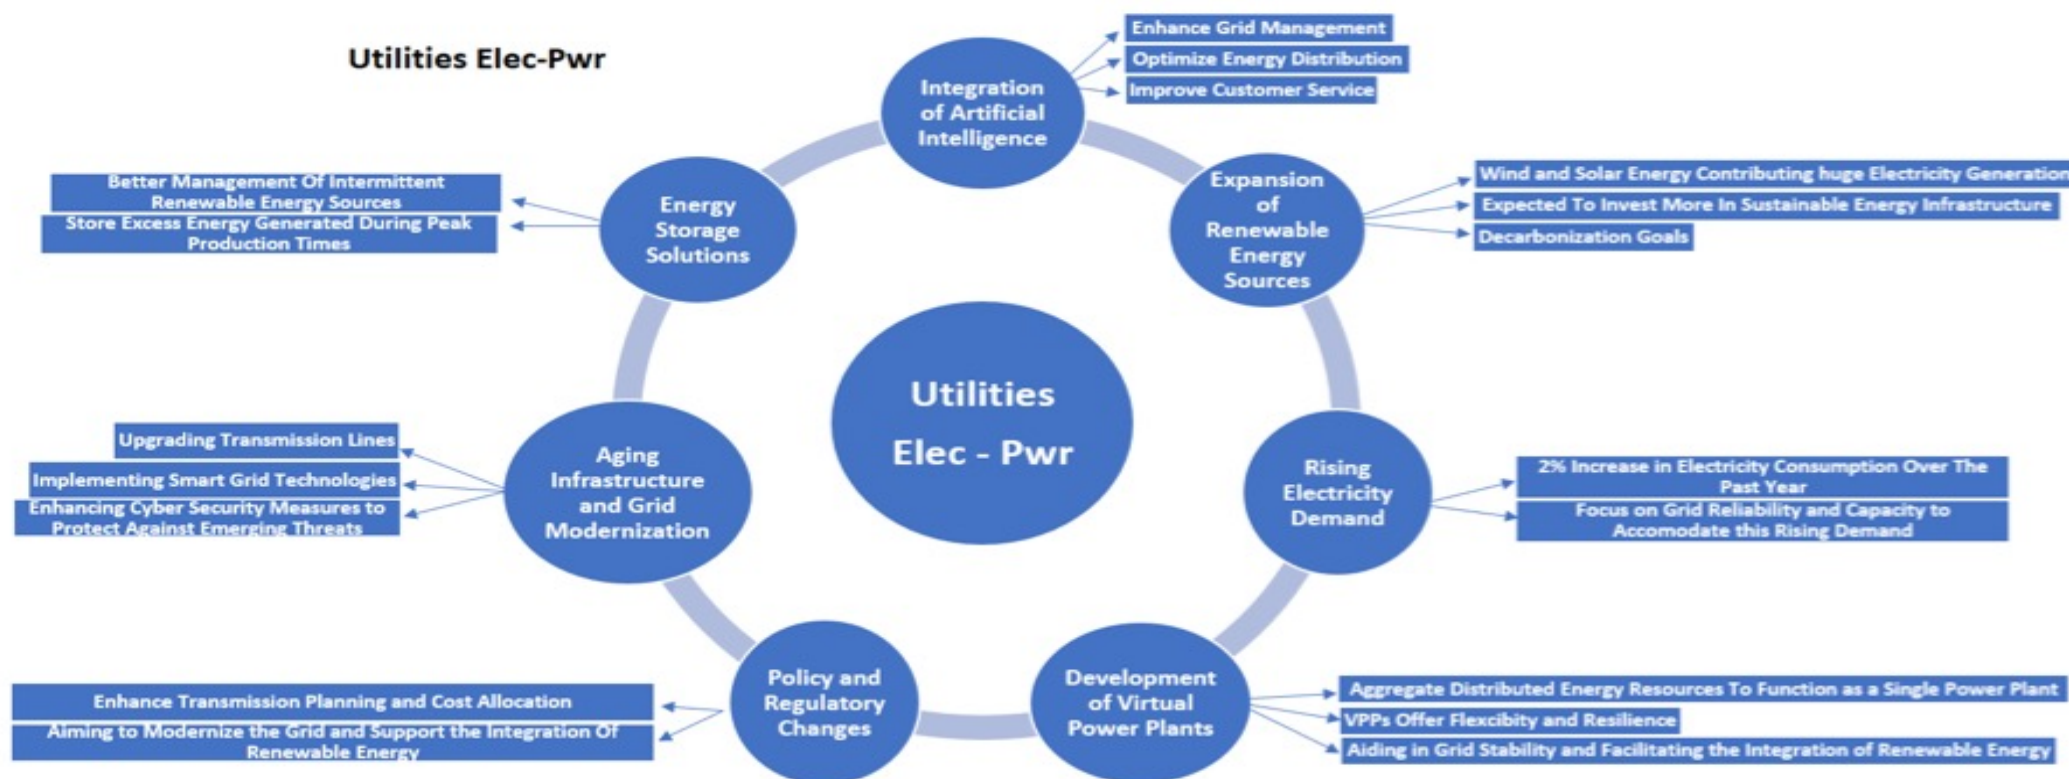 Utilities Elec-Pwr
Integration
of Artificial
Intelligence
Enhance Grid Management
Optimize Energy Distribution
Improve Customer Service
Expansion
of
Renewable
Energy
Sources
Wind and Solar Energy Contributing huge Electricity Generation
Expected To Invest More In Sustainable Energy Infrastructure
Decarbonization Goals
Rising
Electricity
Demand
2% Increase in Electricity Consumption Over The
Past Year
Focus on Grid Reliability and Capacity to
Accomodate this Rising Demand
Development
of Virtual
Power Plants
Aggregate Distributed Energy Resources To Function as a Single Power Plant
VPPs Offer Flexcibity and Resilience
Aiding in Grid Stability and Facilitating the Integration of Renewable Energy
Policy and
Regulatory
Changes
Enhance Transmission Planning and Cost Allocation
Aiming to Modernize the Grid and Support the Integration Of
Renewable Energy
Aging
Infrastructure
and Grid
Modernization
Upgrading Transmission Lines
Implementing Smart Grid Technologies
Enhancing Cyber Security Measures to
Protect Against Emerging Threats
Energy
Storage
Solutions
Better Management Of Intermittent
Renewable Energy Sources
Store Excess Energy Generated During Peak
Production Times
Utilities
Elec - Pwr